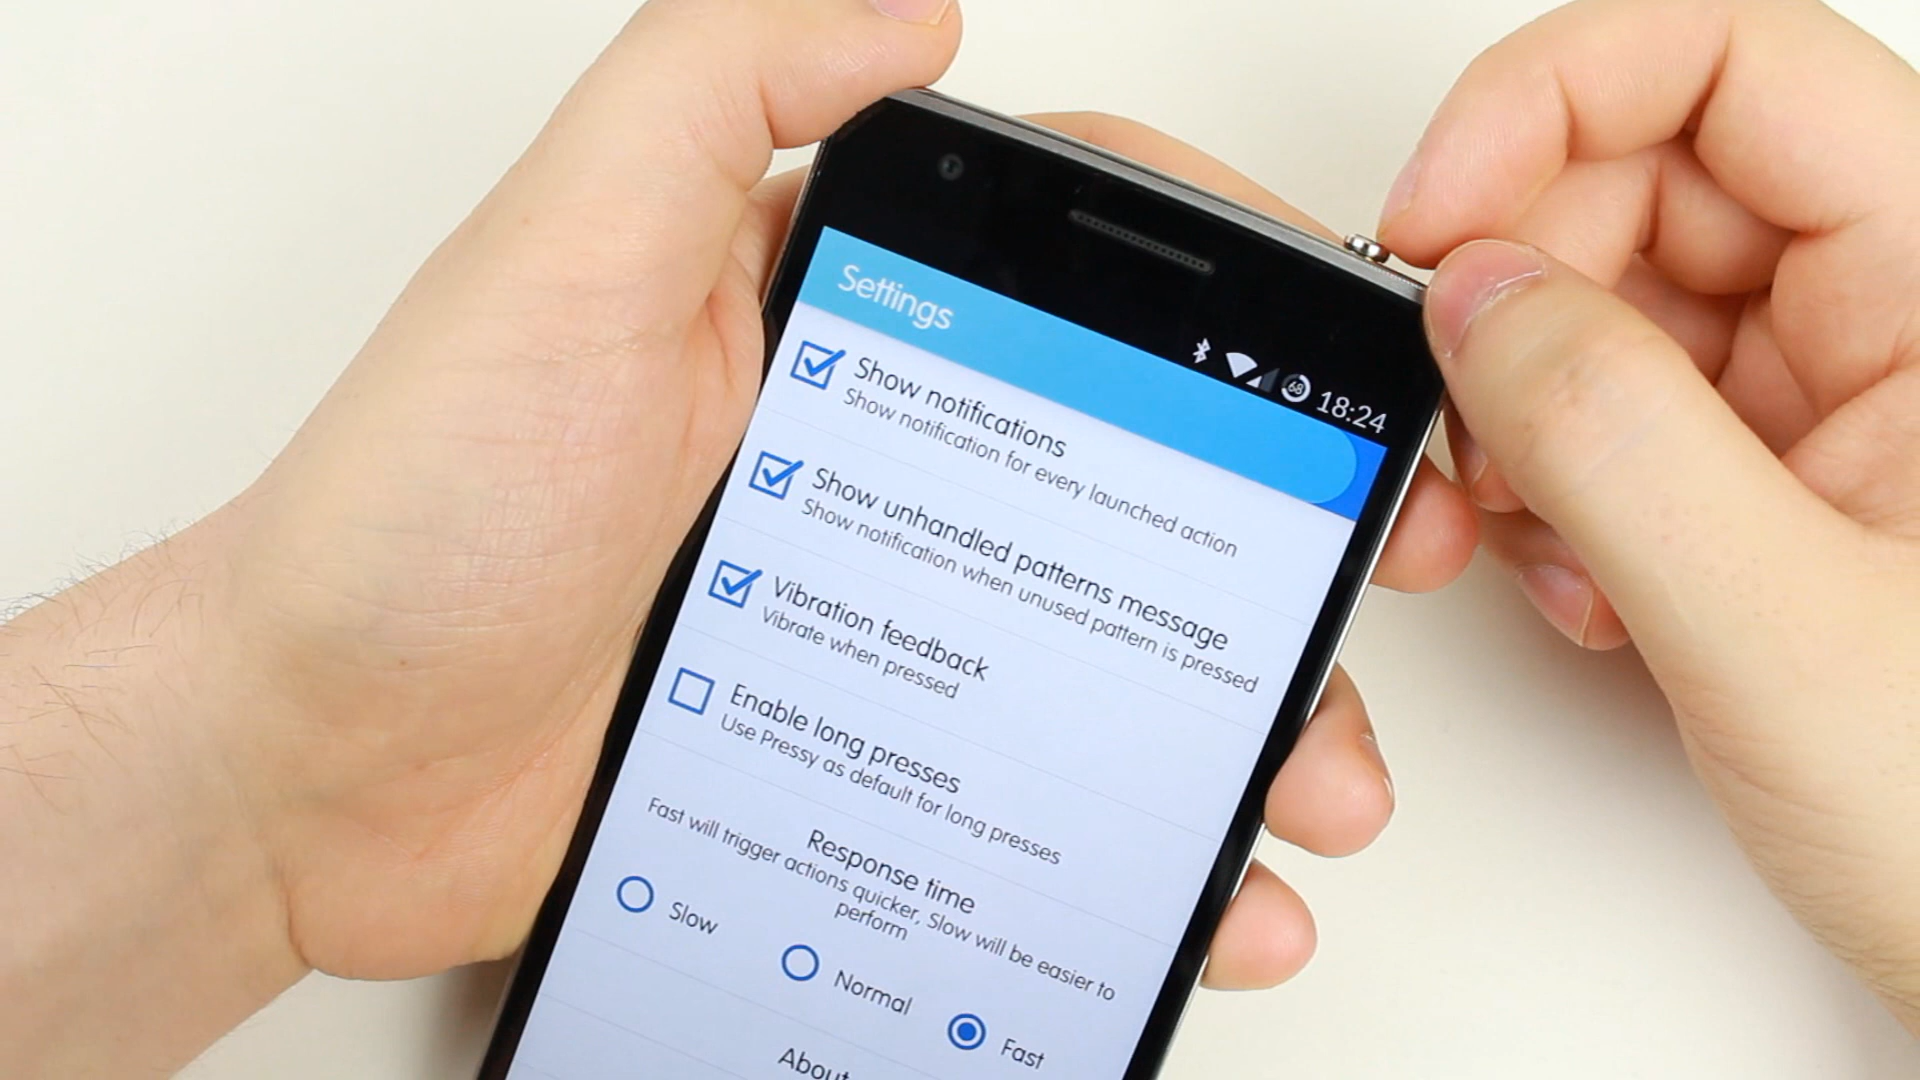 68 18:24
Settings
Show notifications
Show notification for every launched action
Show unhandled patterns message
Show notification when unused pattern is pressed
Vibration feedback
Vibrate when pressed
Enable long presses
Use Pressy as default for long presses
Response time
Fast will trigger actions quicker, Slow will be easier to
perform
Slow Normal Fast
About